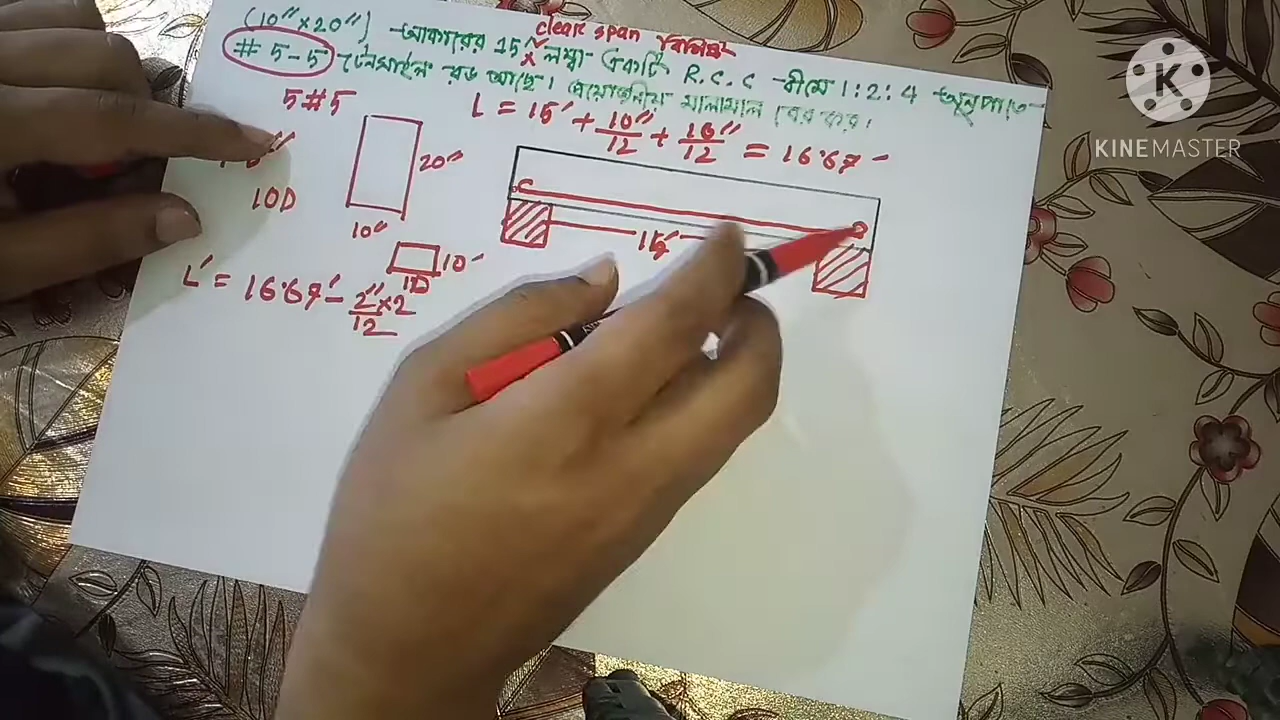 (10"×20") - আকারের 15' লম্বা clear span বিশিষ্ট একটি R.C.C বীমে 1:2:4 অনুপাতে
# 5-5 টেনসাইল রড আছে। প্রয়োজনীয় মালামাল বের কর।
5#5
L = 15' + 10"/12 + 10"/12 = 16.67'
20"
10"
10D
15'
10"
10D
L' = 16.67' - 2"/12 × 2
K
KINEMASTER